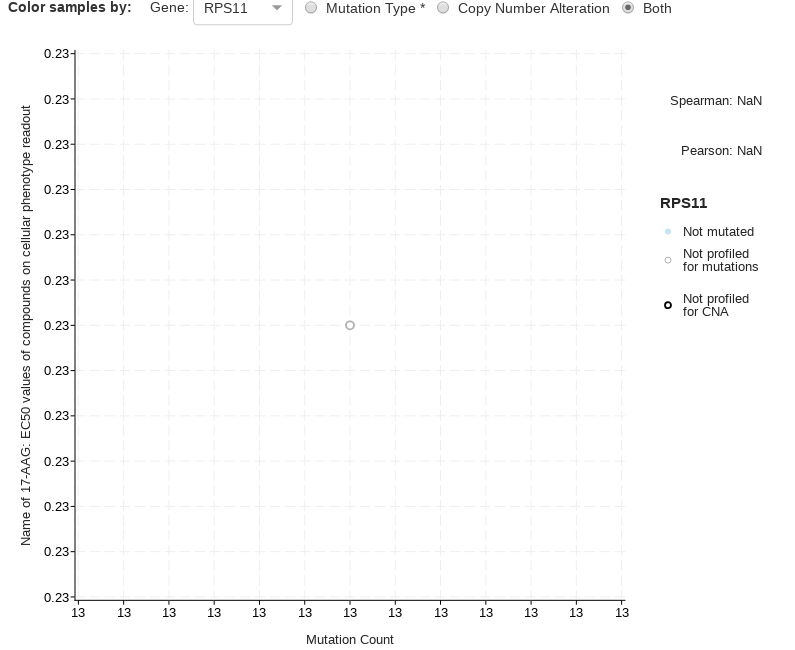 Color samples by: Gene: RPS11 Mutation Type * Copy Number Alteration Both
0.23
0.23
0.23
0.23
0.23
0.23
0.23
0.23
0.23
0.23
0.23
0.23
0.23
Name of 17-AAG: EC50 values of compounds on cellular phenotype readout
13 13 13 13 13 13 13 13 13 13 13 13 13
Mutation Count
Spearman: NaN
Pearson: NaN
RPS11
Not mutated
Not profiled
for mutations
Not profiled
for CNA